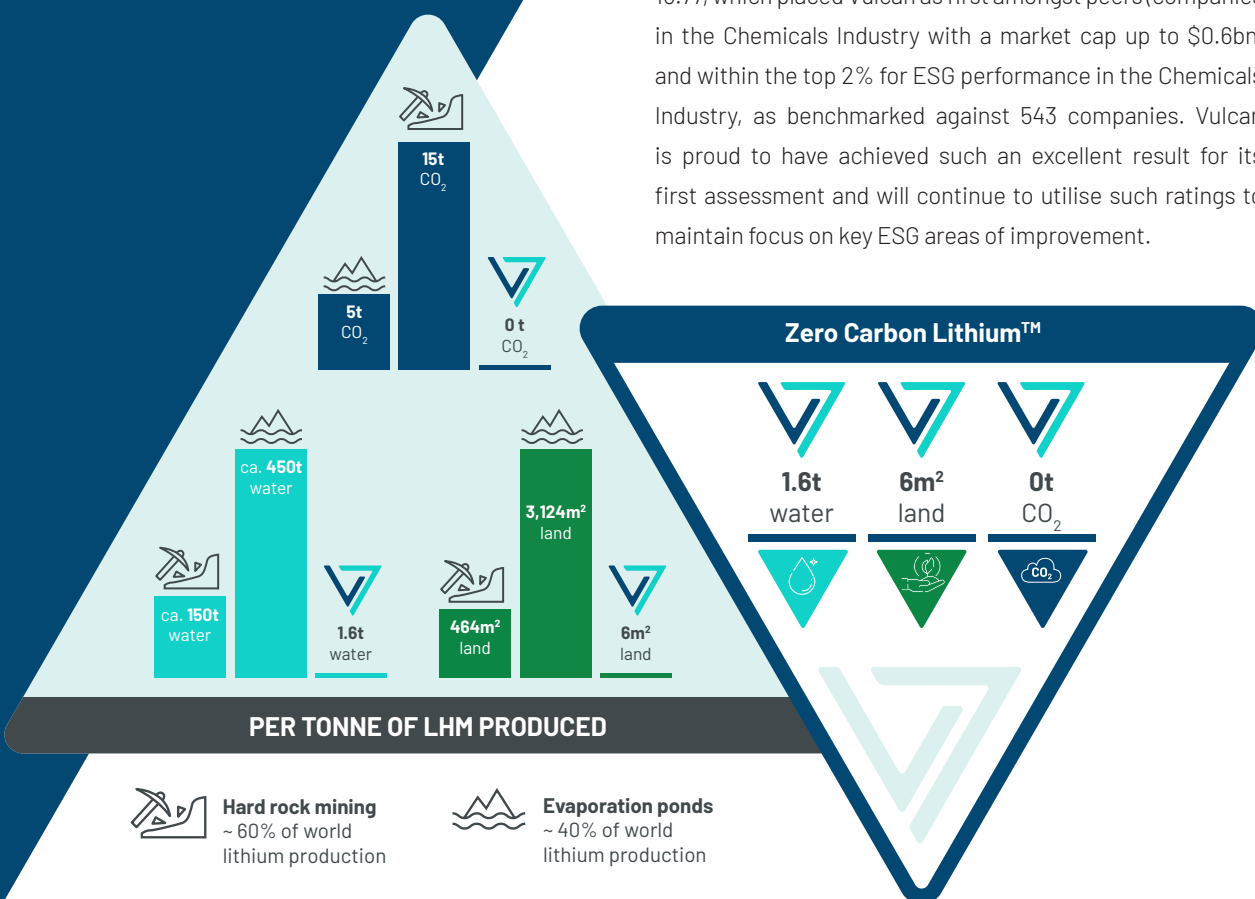 in the Chemicals Industry with a market cap up to $0.6bn
and within the top 2% for ESG performance in the Chemicals
Industry, as benchmarked against 543 companies. Vulcan
is proud to have achieved such an excellent result for its
first assessment and will continue to utilise such ratings to
maintain focus on key ESG areas of improvement.
15t
CO₂
5t
CO₂
0 t
CO₂
ca. 450t
water
ca. 150t
water
1.6t
water
3,124m²
land
464m²
land
6m²
land
PER TONNE OF LHM PRODUCED
Hard rock mining
~ 60% of world
lithium production
Evaporation ponds
~ 40% of world
lithium production
Zero Carbon Lithium™
1.6t
water
6m²
land
0t
CO₂
CO₂